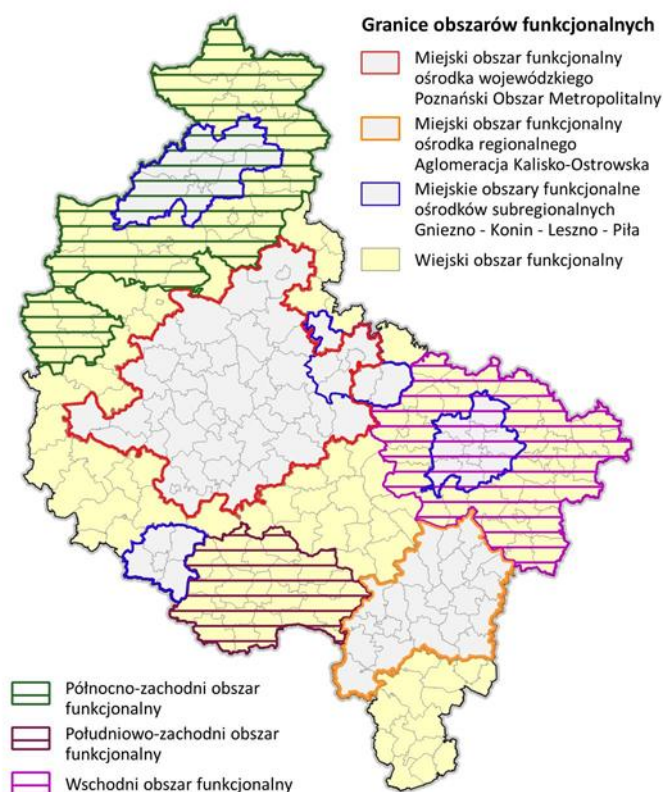 Granice obszarów funkcjonalnych
Miejski obszar funkcjonalny
ośrodka wojewódzkiego
Poznański Obszar Metropolitalny
Miejski obszar funkcjonalny
ośrodka regionalnego
Aglomeracja Kalisko-Ostrowska
Miejskie obszary funkcjonalne
ośrodków subregionalnych
Gniezno - Konin - Leszno - Piła
Wiejski obszar funkcjonalny
Północno-zachodni obszar
funkcjonalny
Południowo-zachodni obszar
funkcjonalny
Wschodni obszar funkcjonalny